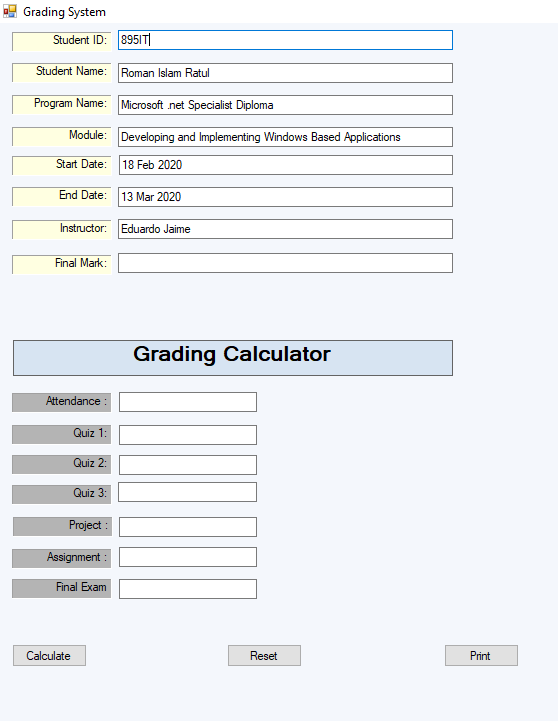 Grading System
Student ID: 895IT
Student Name: Roman Islam Ratul
Program Name: Microsoft .net Specialist Diploma
Module: Developing and Implementing Windows Based Applications
Start Date: 18 Feb 2020
End Date: 13 Mar 2020
Instructor: Eduardo Jaime
Final Mark:
Grading Calculator
Attendance :
Quiz 1:
Quiz 2:
Quiz 3:
Project :
Assignment :
Final Exam
Calculate Reset Print